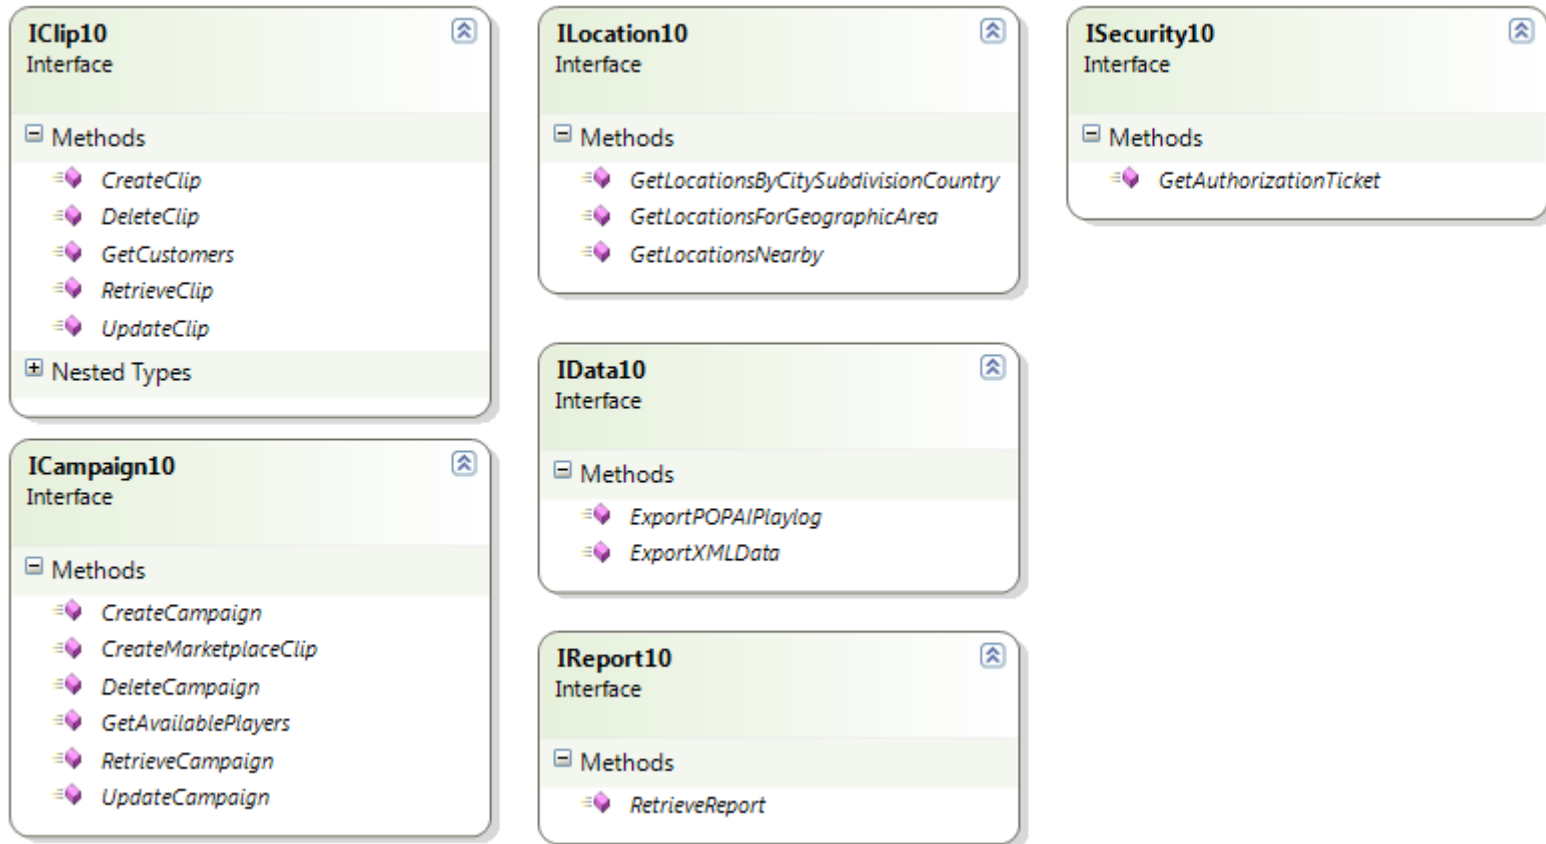 IClip10
Interface
Methods
CreateClip
DeleteClip
GetCustomers
RetrieveClip
UpdateClip
Nested Types
ICampaign10
Interface
Methods
CreateCampaign
CreateMarketplaceClip
DeleteCampaign
GetAvailablePlayers
RetrieveCampaign
UpdateCampaign
ILocation10
Interface
Methods
GetLocationsByCitySubdivisionCountry
GetLocationsForGeographicArea
GetLocationsNearby
IData10
Interface
Methods
ExportPOPAIPlaylog
ExportXMLData
IReport10
Interface
Methods
RetrieveReport
ISecurity10
Interface
Methods
GetAuthorizationTicket